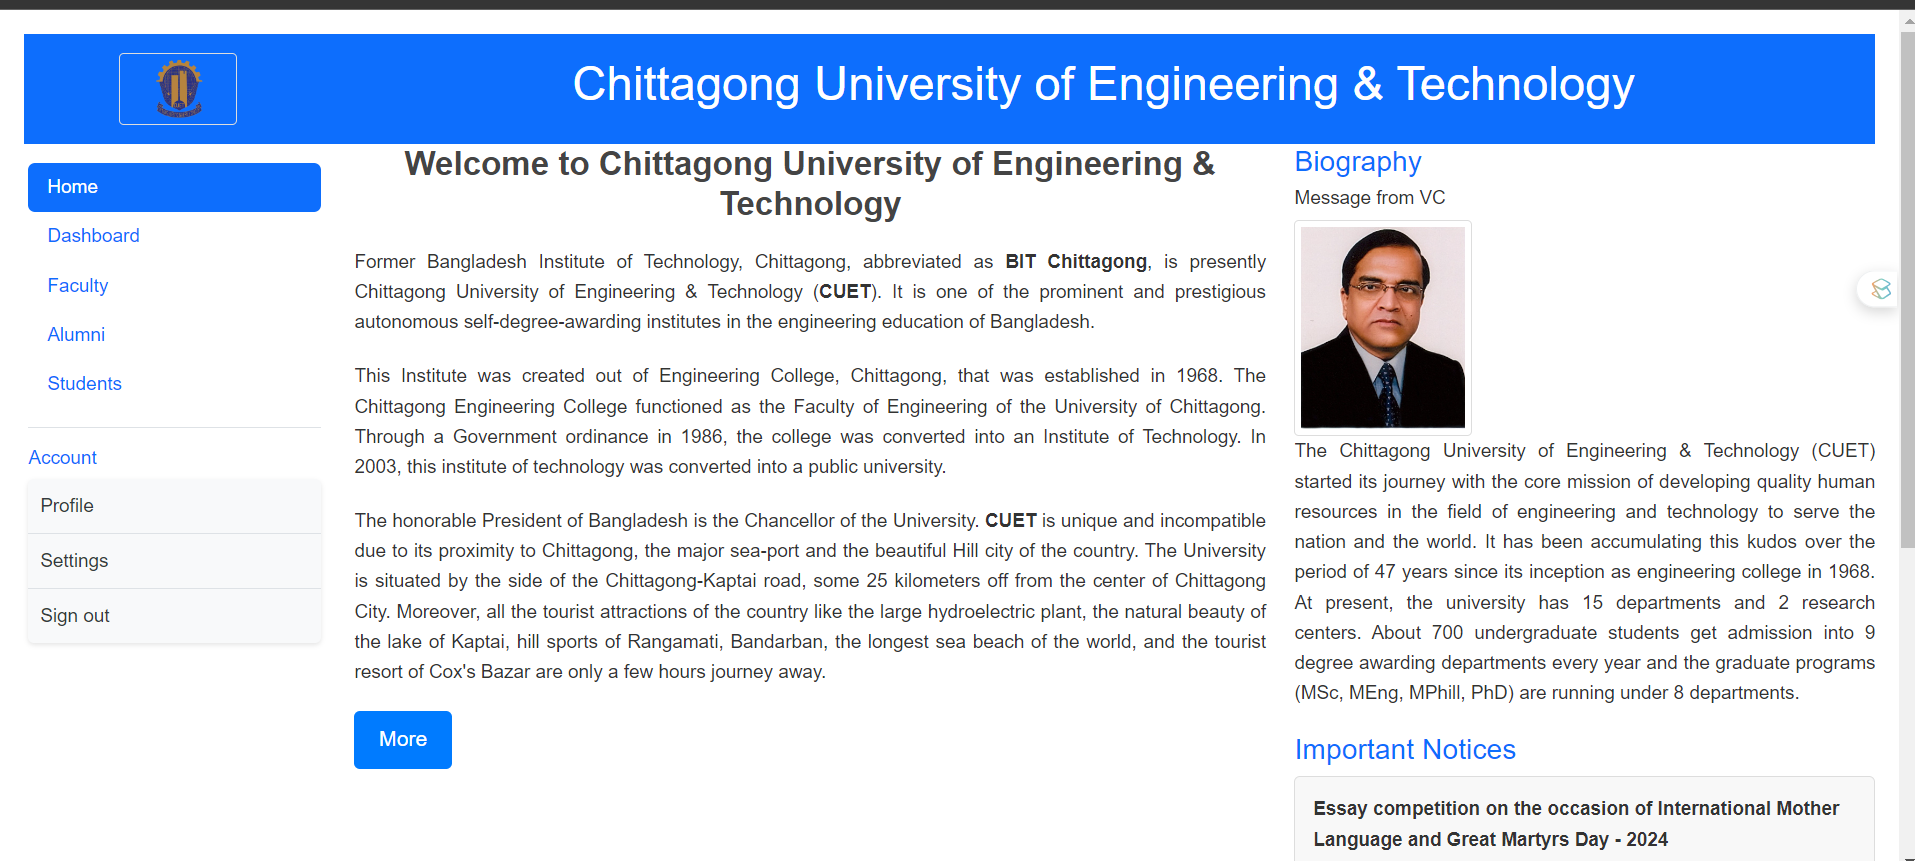 Chittagong University of Engineering & Technology
Home
Dashboard
Faculty
Alumni
Students
Account
Profile
Settings
Sign out
Welcome to Chittagong University of Engineering &
Technology
Former Bangladesh Institute of Technology, Chittagong, abbreviated as BIT Chittagong, is presently
Chittagong University of Engineering & Technology (CUET). It is one of the prominent and prestigious
autonomous self-degree-awarding institutes in the engineering education of Bangladesh.
This Institute was created out of Engineering College, Chittagong, that was established in 1968. The
Chittagong Engineering College functioned as the Faculty of Engineering of the University of Chittagong.
Through a Government ordinance in 1986, the college was converted into an Institute of Technology. In
2003, this institute of technology was converted into a public university.
The honorable President of Bangladesh is the Chancellor of the University. CUET is unique and incompatible
due to its proximity to Chittagong, the major sea-port and the beautiful Hill city of the country. The University
is situated by the side of the Chittagong-Kaptai road, some 25 kilometers off from the center of Chittagong
City. Moreover, all the tourist attractions of the country like the large hydroelectric plant, the natural beauty of
the lake of Kaptai, hill sports of Rangamati, Bandarban, the longest sea beach of the world, and the tourist
resort of Cox's Bazar are only a few hours journey away.
More
Biography
Message from VC
The Chittagong University of Engineering & Technology (CUET)
started its journey with the core mission of developing quality human
resources in the field of engineering and technology to serve the
nation and the world. It has been accumulating this kudos over the
period of 47 years since its inception as engineering college in 1968.
At present, the university has 15 departments and 2 research
centers. About 700 undergraduate students get admission into 9
degree awarding departments every year and the graduate programs
(MSc, MEng, MPhill, PhD) are running under 8 departments.
Important Notices
Essay competition on the occasion of International Mother
Language and Great Martyrs Day - 2024